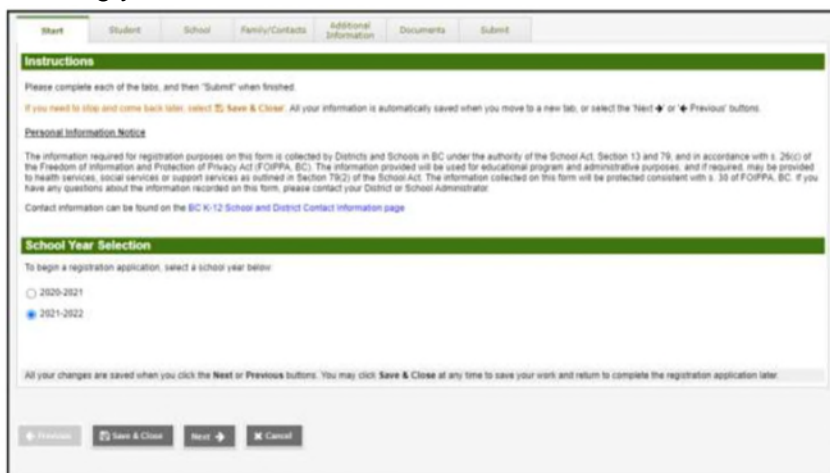 Start Student School Family/Contacts Additional Information Documents Submit
Instructions
Please complete each of the tabs, and then "Submit" when finished.
If you need to stop and come back later, select Save & Close'. All your information is automatically saved when you move to a new tab, or select the 'Next →' or '← Previous' buttons.
Personal Information Notice
The information required for registration purposes on this form is collected by Districts and Schools in BC under the authority of the School Act, Section 13 and 79, and in accordance with s. 26(c) of
the Freedom of Information and Protection of Privacy Act (FOIPPA, BC). The information provided will be used for educational program and administrative purposes, and if required, may be provided
to health services, social services or support services as outlined in Section 79(2) of the School Act. The information collected on this form will be protected consistent with s. 30 of FOIPPA, BC. If you
have any questions about the information recorded on this form, please contact your District or School Administrator.
Contact information can be found on the BC K-12 School and District Contact Information page
School Year Selection
To begin a registration application, select a school year below:
2020-2021
2021-2022
All your changes are saved when you click the Next or Previous buttons. You may click Save & Close at any time to save your work and return to complete the registration application later.
← Previous Save & Close Next → ✖ Cancel